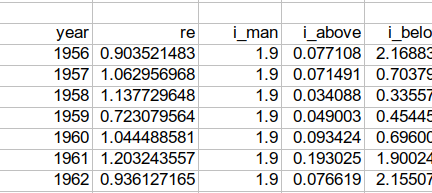 year re i_man i_above i_belo
1956 0.903521483 1.9 0.077108 2.16883
1957 1.062956968 1.9 0.071491 0.70379
1958 1.137729648 1.9 0.034088 0.33557
1959 0.723079564 1.9 0.049003 0.45445
1960 1.044488581 1.9 0.093424 0.69600
1961 1.203243557 1.9 0.193025 1.90024
1962 0.936127165 1.9 0.076619 2.15507